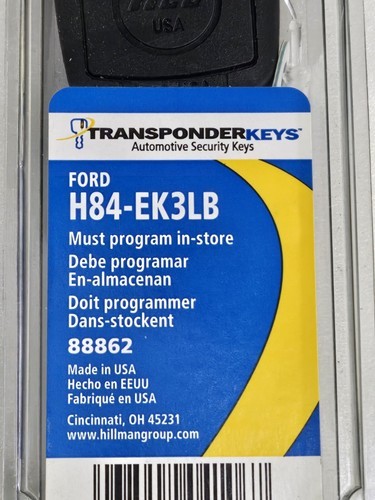 USA
TRANSPONDERKEYS™
Automotive Security Keys
FORD
H84-EK3LB
Must program in-store
Debe programar
En-almacenan
Doit programmer
Dans-stockent
88862
Made in USA
Hecho en EEUU
Fabriqué en USA
Cincinnati, OH 45231
www.hillmangroup.com